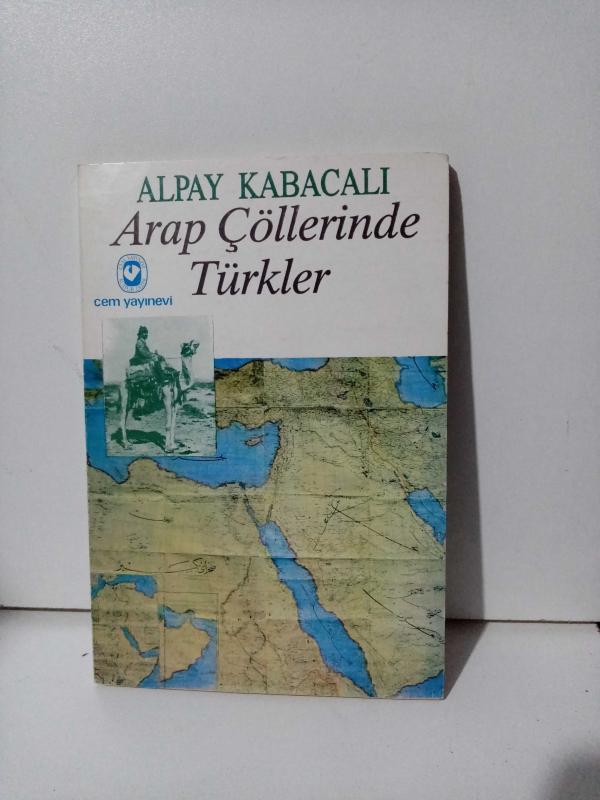 ALPAY KABACALI
Arap Çöllerinde
Türkler
cem yayınevi